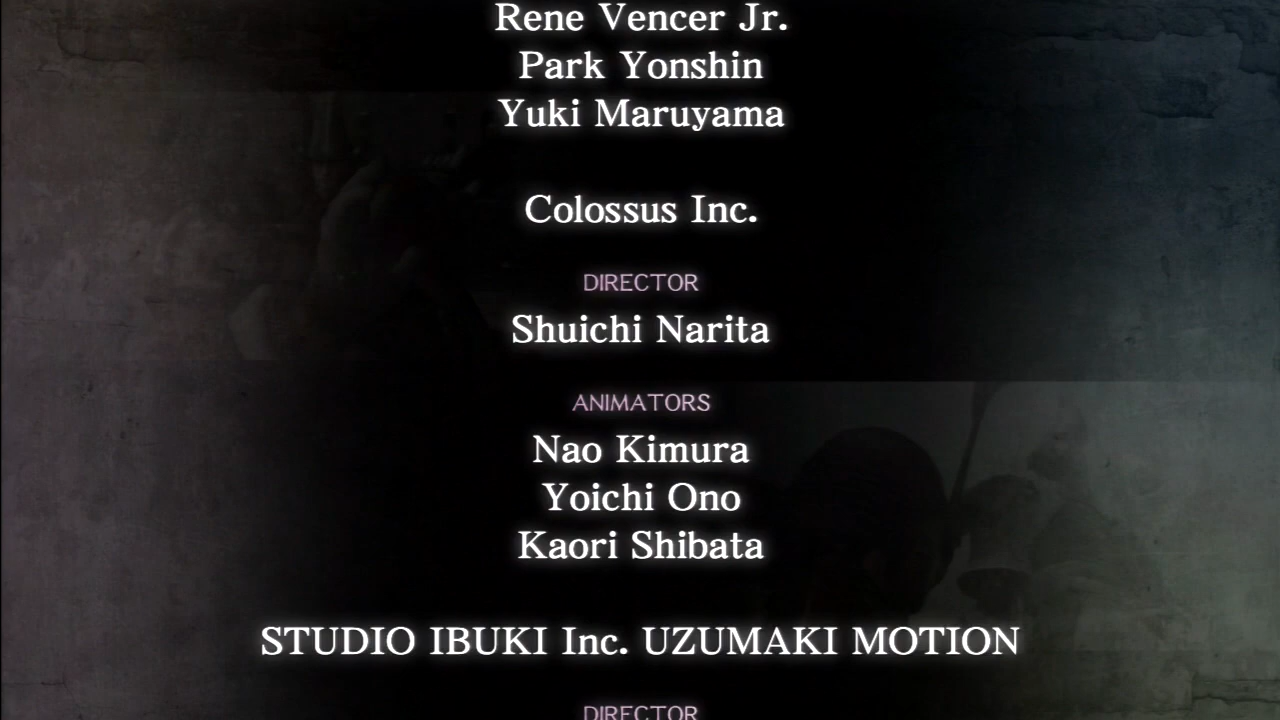 Rene Vencer Jr.
Park Yonshin
Yuki Maruyama
Colossus Inc.
DIRECTOR
Shuichi Narita
ANIMATORS
Nao Kimura
Yoichi Ono
Kaori Shibata
STUDIO IBUKI Inc. UZUMAKI MOTION
DIRECTOR